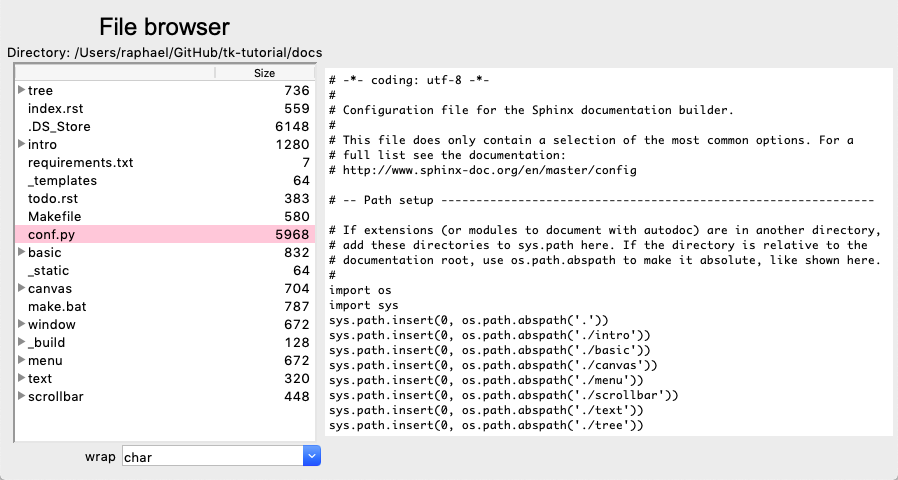 File browser
Directory: /Users/raphael/GitHub/tk-tutorial/docs
Size
tree 736
index.rst 559
.DS_Store 6148
intro 1280
requirements.txt 7
_templates 64
todo.rst 383
Makefile 580
conf.py 5968
basic 832
_static 64
canvas 704
make.bat 787
window 672
_build 128
menu 672
text 320
scrollbar 448
wrap char
# -*- coding: utf-8 -*-
#
# Configuration file for the Sphinx documentation builder.
#
# This file does only contain a selection of the most common options. For a
# full list see the documentation:
# http://www.sphinx-doc.org/en/master/config
# -- Path setup --------------------------------------------------------------
# If extensions (or modules to document with autodoc) are in another directory,
# add these directories to sys.path here. If the directory is relative to the
# documentation root, use os.path.abspath to make it absolute, like shown here.
#
import os
import sys
sys.path.insert(0, os.path.abspath('.'))
sys.path.insert(0, os.path.abspath('./intro'))
sys.path.insert(0, os.path.abspath('./basic'))
sys.path.insert(0, os.path.abspath('./canvas'))
sys.path.insert(0, os.path.abspath('./menu'))
sys.path.insert(0, os.path.abspath('./scrollbar'))
sys.path.insert(0, os.path.abspath('./text'))
sys.path.insert(0, os.path.abspath('./tree'))